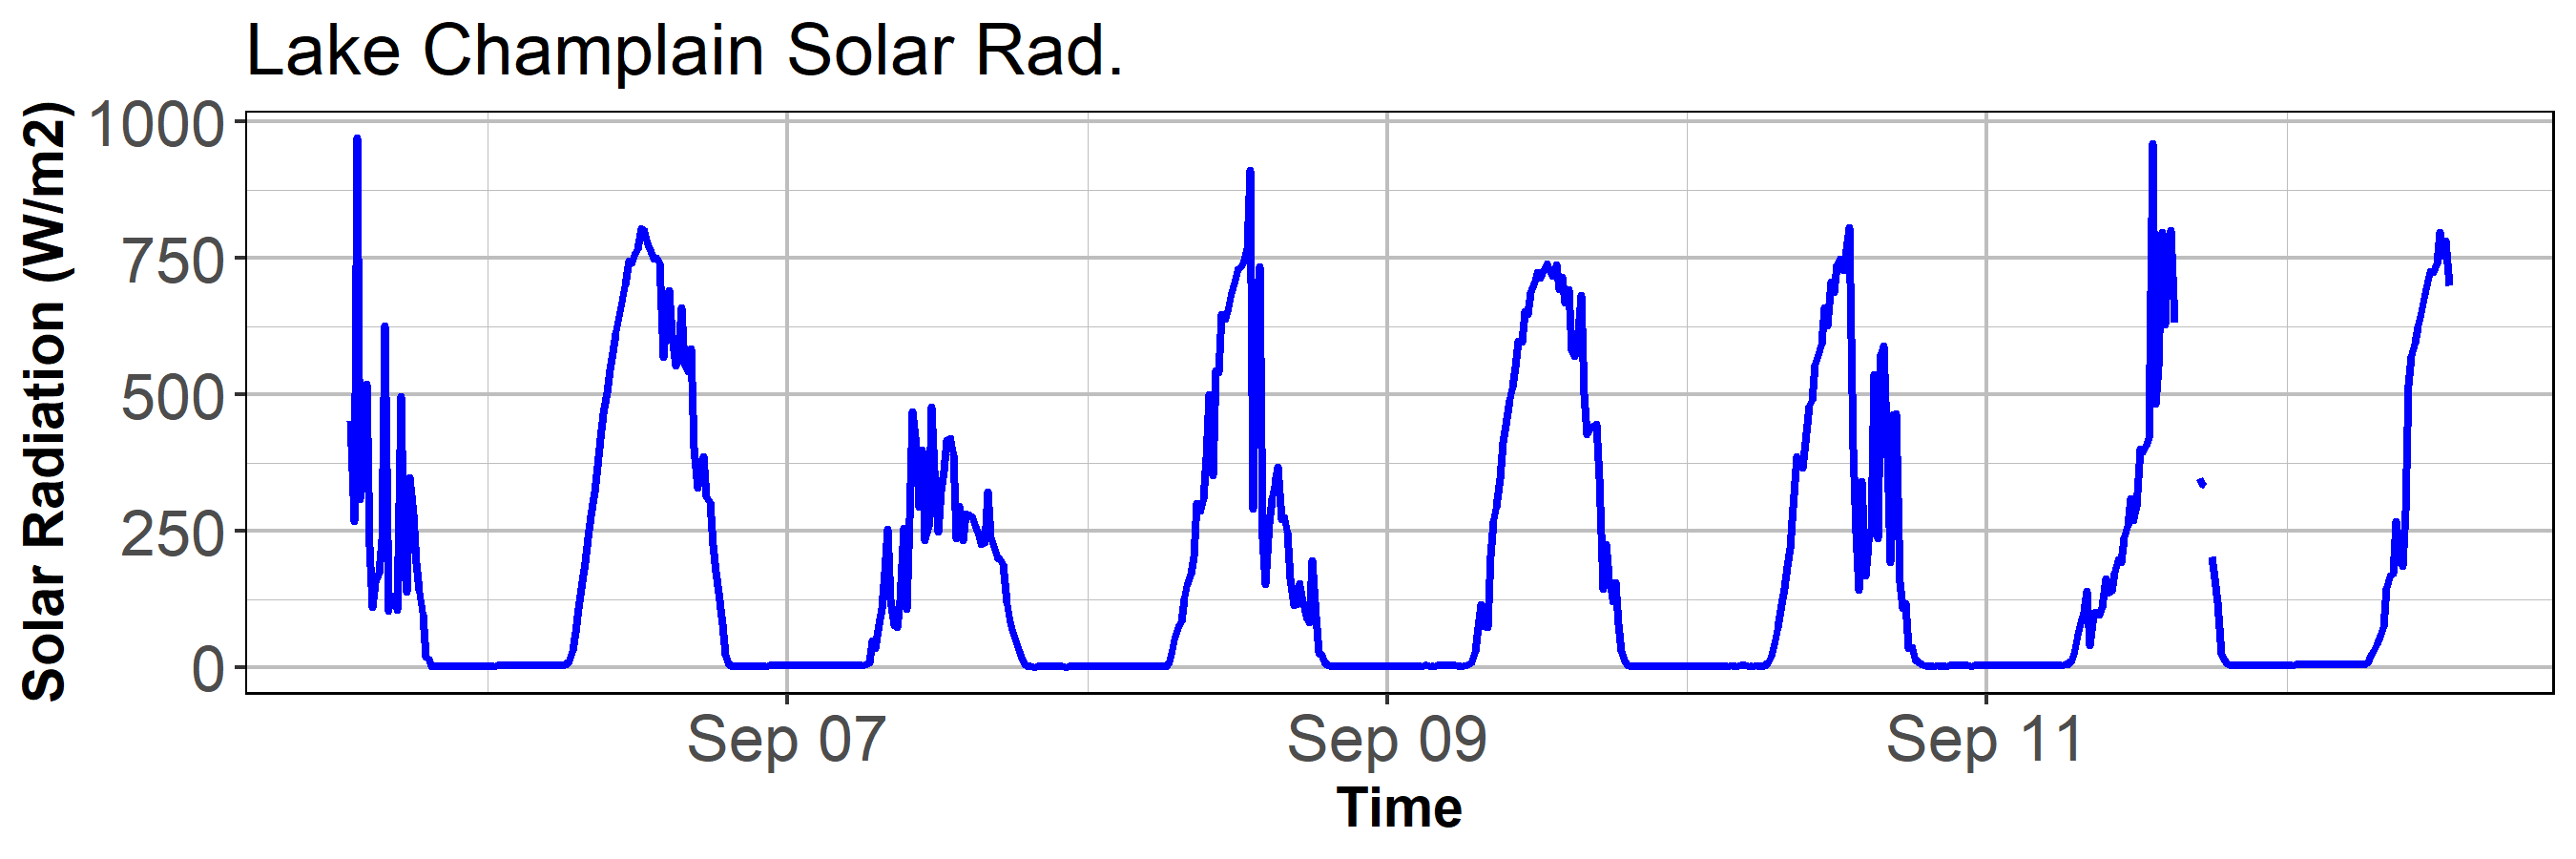 Lake Champlain Solar Rad.
Solar Radiation (W/m2)
1000
750
500
250
0
Sep 07 Sep 09 Sep 11
Time